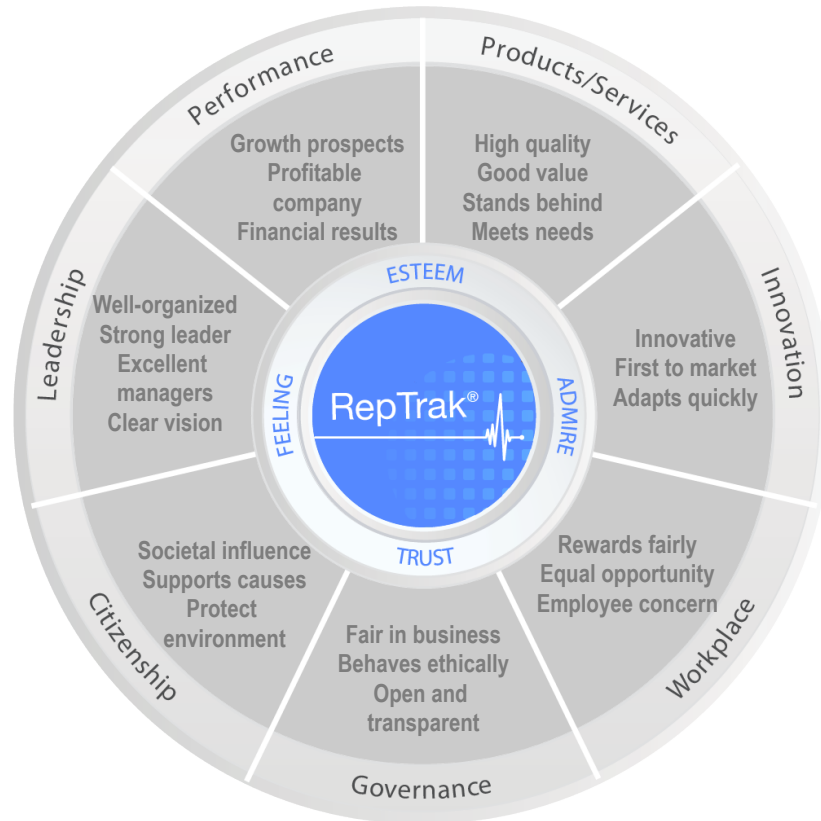 Performance
Growth prospects
Profitable
company
Financial results
Products/Services
High quality
Good value
Stands behind
Meets needs
Innovation
Innovative
First to market
Adapts quickly
Workplace
Rewards fairly
Equal opportunity
Employee concern
Governance
Fair in business
Behaves ethically
Open and
transparent
Citizenship
Societal influence
Supports causes
Protect
environment
Leadership
Well-organized
Strong leader
Excellent
managers
Clear vision
ESTEEM
ADMIRE
TRUST
FEELING
RepTrak®